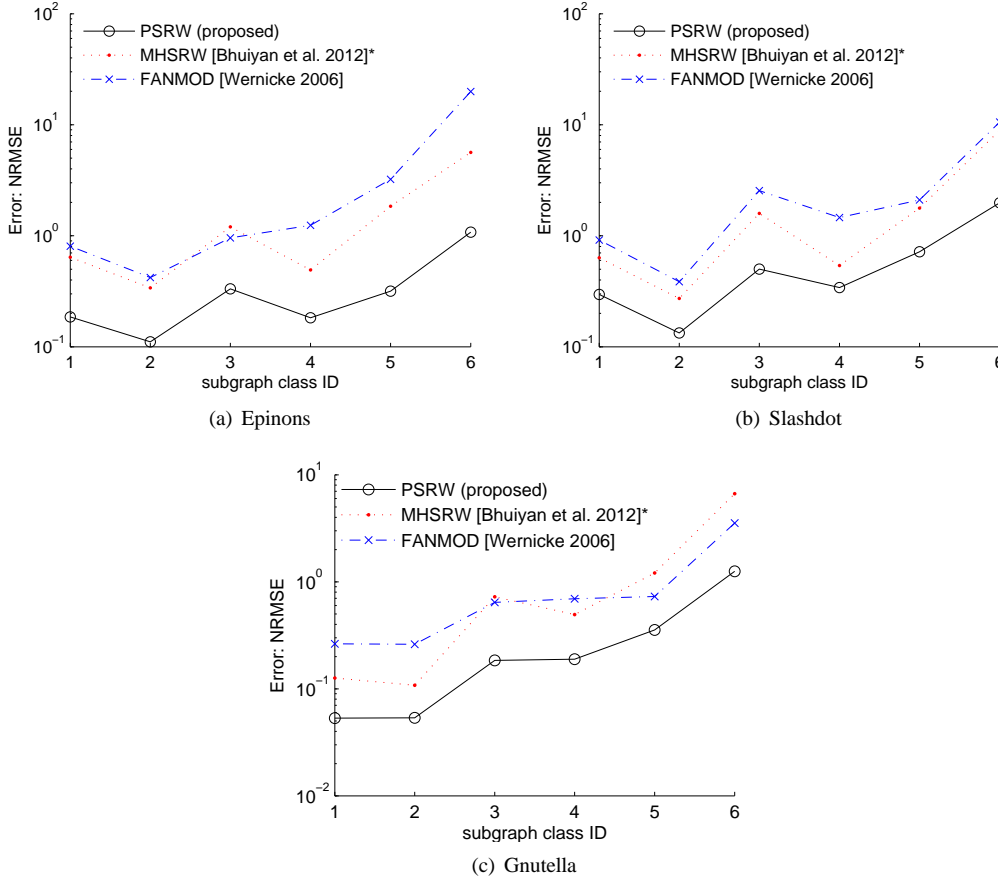 10^2
10^1
10^0
10^-1
Error: NRMSE
PSRW (proposed)
MHSRW [Bhuiyan et al. 2012]*
FANMOD [Wernicke 2006]
1 2 3 4 5 6
subgraph class ID
(a) Epinons
10^2
10^1
10^0
10^-1
Error: NRMSE
PSRW (proposed)
MHSRW [Bhuiyan et al. 2012]*
FANMOD [Wernicke 2006]
1 2 3 4 5 6
subgraph class ID
(b) Slashdot
10^1
10^0
10^-1
10^-2
Error: NRMSE
PSRW (proposed)
MHSRW [Bhuiyan et al. 2012]*
FANMOD [Wernicke 2006]
1 2 3 4 5 6
subgraph class ID
(c) Gnutella